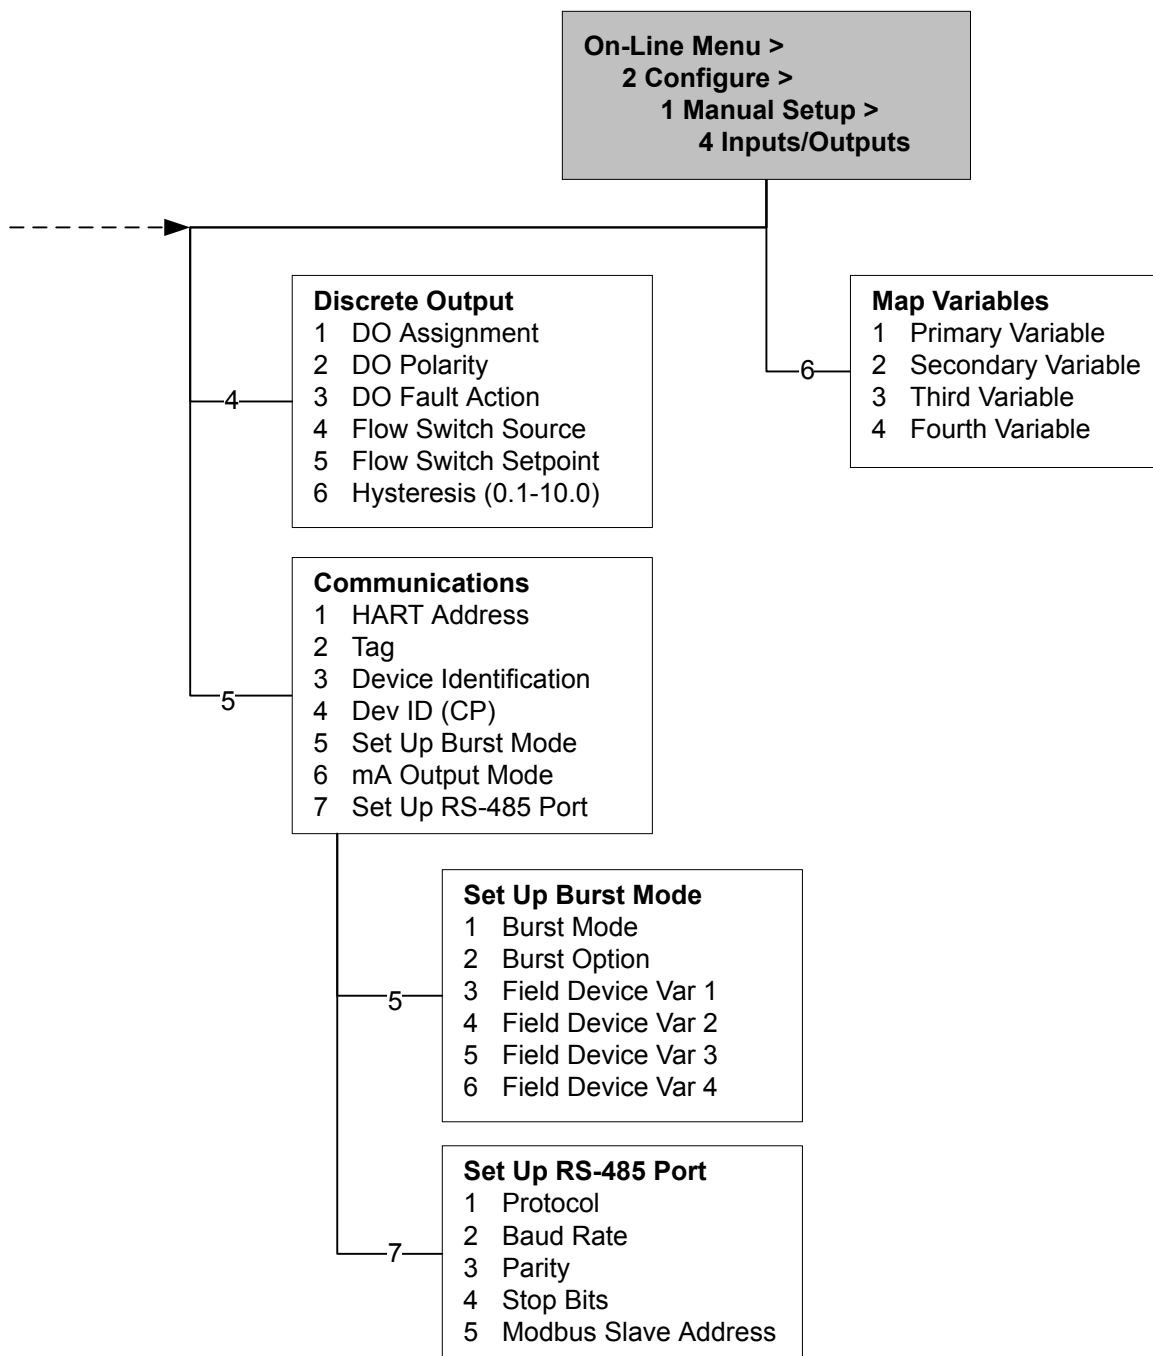 On-Line Menu >
2 Configure >
1 Manual Setup >
4 Inputs/Outputs
Discrete Output
1 DO Assignment
2 DO Polarity
3 DO Fault Action
4 Flow Switch Source
5 Flow Switch Setpoint
6 Hysteresis (0.1-10.0)
4
Map Variables
1 Primary Variable
2 Secondary Variable
3 Third Variable
4 Fourth Variable
6
Communications
1 HART Address
2 Tag
3 Device Identification
4 Dev ID (CP)
5 Set Up Burst Mode
6 mA Output Mode
7 Set Up RS-485 Port
5
Set Up Burst Mode
1 Burst Mode
2 Burst Option
3 Field Device Var 1
4 Field Device Var 2
5 Field Device Var 3
6 Field Device Var 4
5
Set Up RS-485 Port
1 Protocol
2 Baud Rate
3 Parity
4 Stop Bits
5 Modbus Slave Address
7